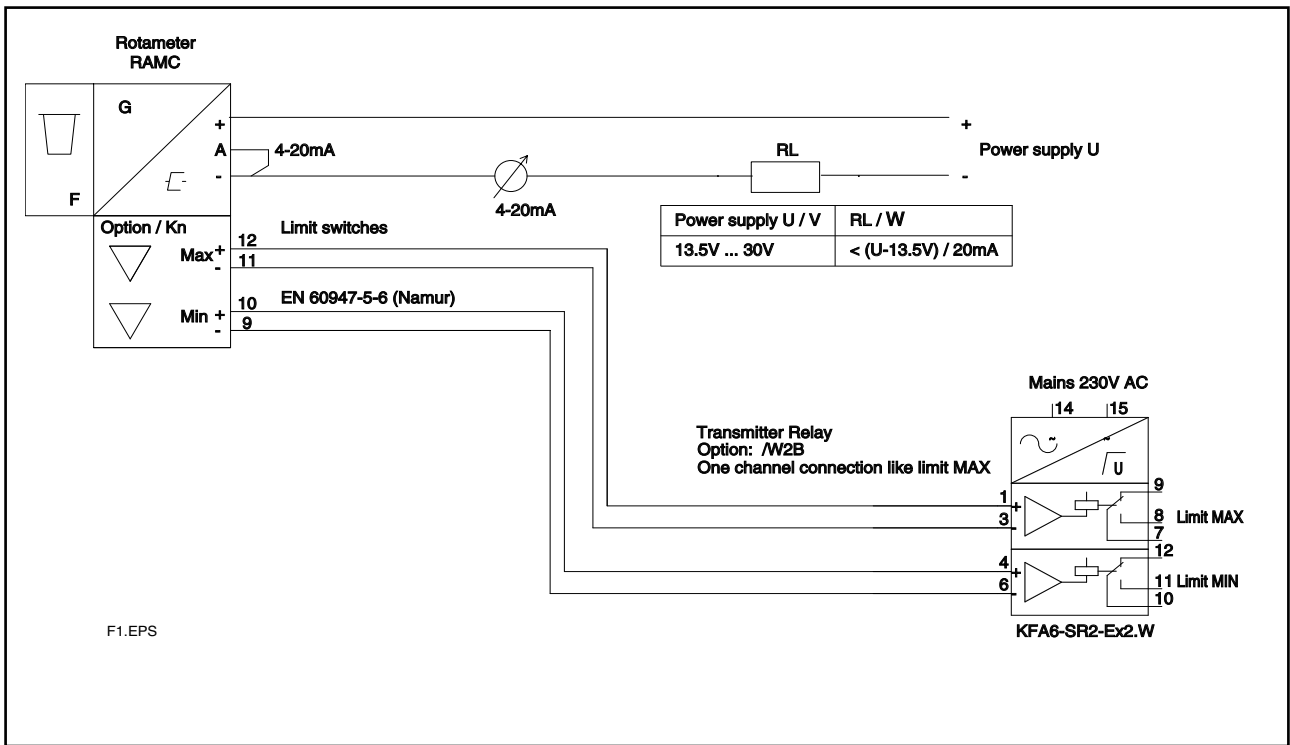 Rotameter
RAMC
G
+
A
4-20mA
-
F
4-20mA
RL
+
Power supply U
-
Power supply U / V RL / W
13.5V ... 30V < (U-13.5V) / 20mA
Option / Kn
Limit switches
Max + 12
- 11
EN 60947-5-6 (Namur)
Min + 10
- 9
Mains 230V AC
14 15
~ ~
U
Transmitter Relay
Option: /W2B
One channel connection like limit MAX
1 +
3 -
9
8 Limit MAX
7
4 +
6 -
12
11 Limit MIN
10
KFA6-SR2-Ex2.W
F1.EPS